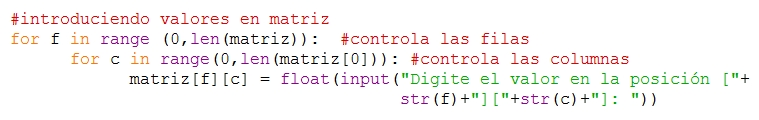 #introduciendo valores en matriz
for f in range (0,len(matriz)):  #controla las filas
      for c in range(0,len(matriz[0])): #controla las columnas
            matriz[f][c] = float(input("Digite el valor en la posición ["+
                                       str(f)+"]["+str(c)+"]: "))